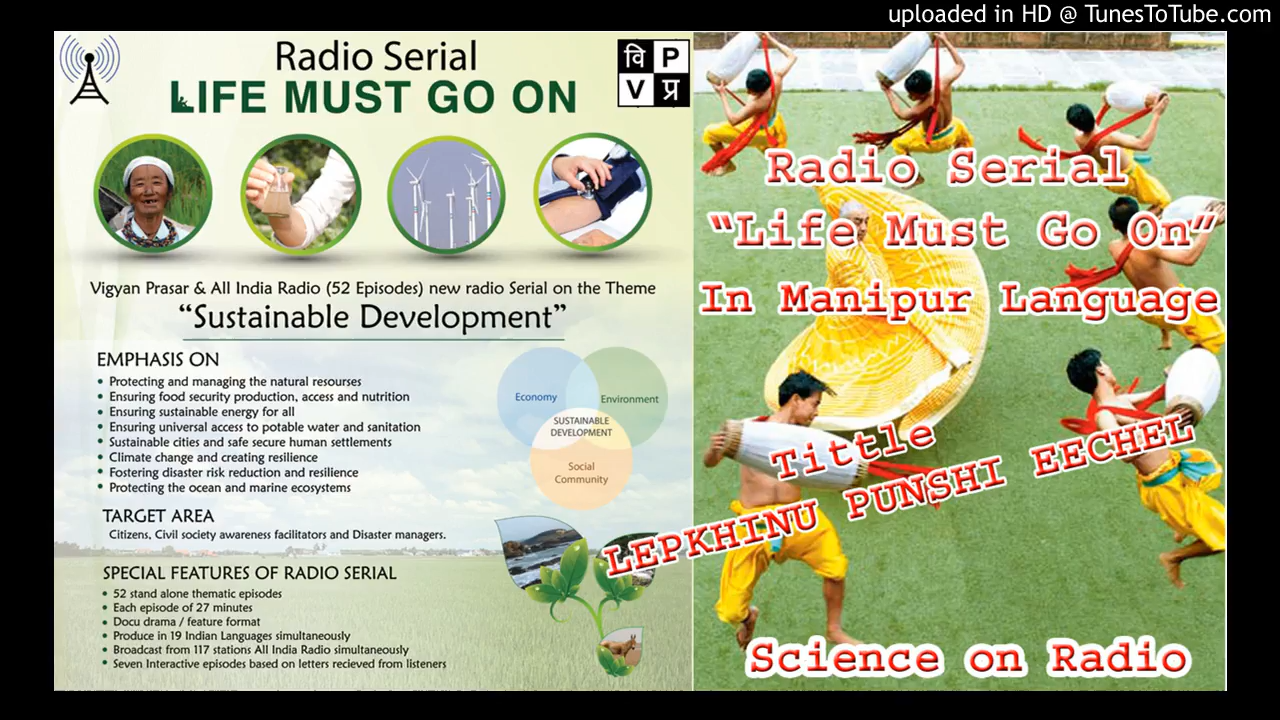 uploaded in HD @ TunesToTube.com
Radio Serial
LIFE MUST GO ON
वि P
V प्र
Vigyan Prasar & All India Radio (52 Episodes) new radio Serial on the Theme
“Sustainable Development”
EMPHASIS ON
• Protecting and managing the natural resourses
• Ensuring food security production, access and nutrition
• Ensuring sustainable energy for all
• Ensuring universal access to potable water and sanitation
• Sustainable cities and safe secure human settlements
• Climate change and creating resilience
• Fostering disaster risk reduction and resilience
• Protecting the ocean and marine ecosystems
Economy
Environment
SUSTAINABLE
DEVELOPMENT
Social
Community
TARGET AREA
Citizens, Civil society awareness facilitators and Disaster managers.
SPECIAL FEATURES OF RADIO SERIAL
• 52 stand alone thematic episodes
• Each episode of 27 minutes
• Docu drama / feature format
• Produce in 19 Indian Languages simultaneously
• Broadcast from 117 stations All India Radio simultaneously
• Seven Interactive episodes based on letters recieved from listeners
Radio Serial
“Life Must Go On”
In Manipur Language
Tittle
LEPKHINU PUNSHI EECHEL
Science on Radio